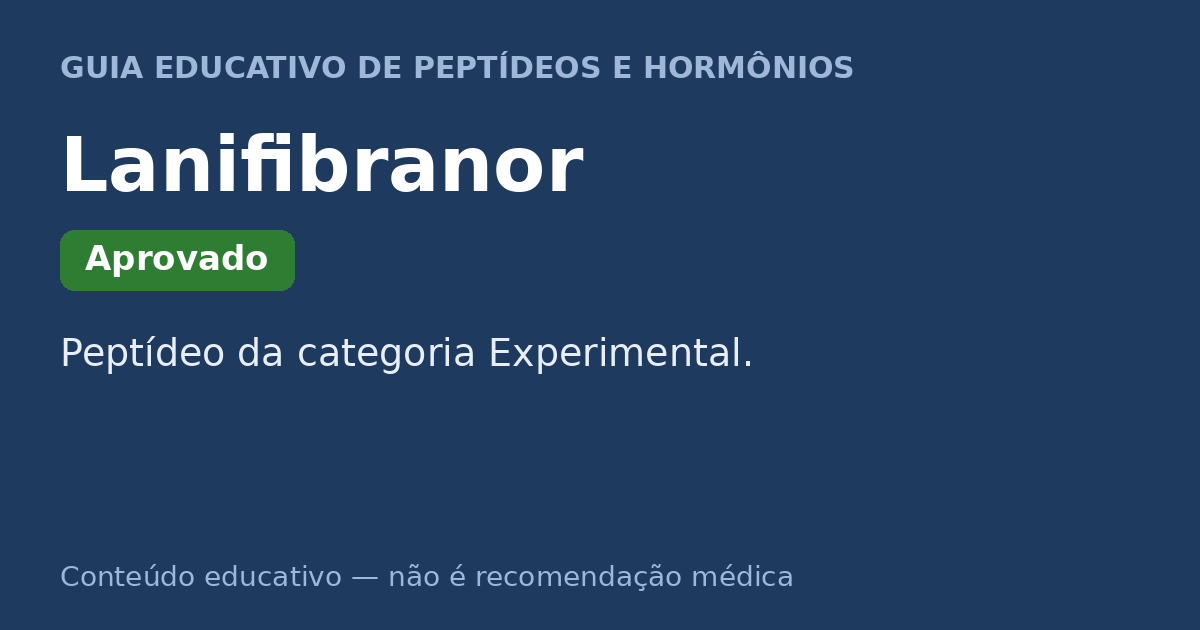 GUIA EDUCATIVO DE PEPTÍDEOS E HORMÔNIOS
Lanifibranor
Aprovado
Peptídeo da categoria Experimental.
Conteúdo educativo — não é recomendação médica